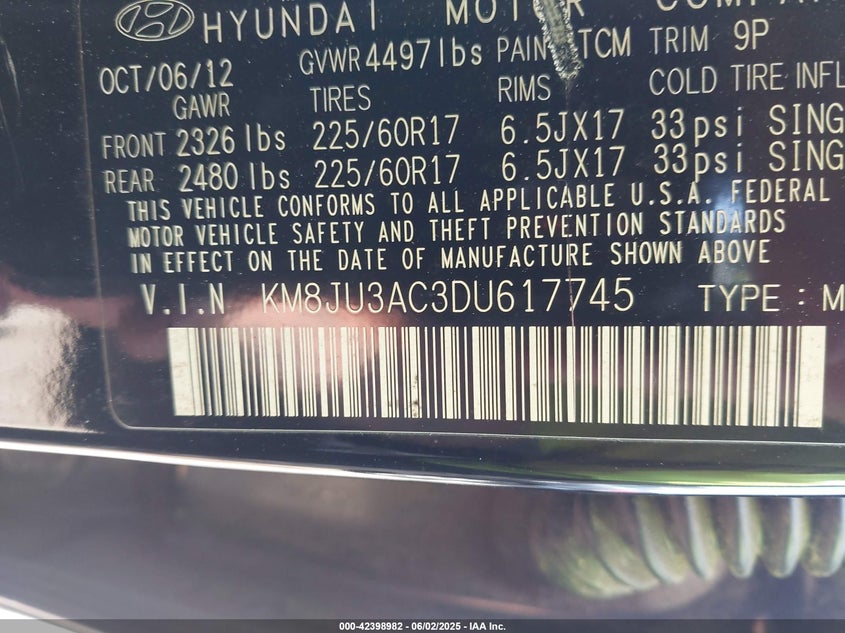 HYUNDAI MOTOR COMPA
OCT/06/12 GVWR 4497 lbs PAIN TCM TRIM 9P
GAWR TIRES RIMS COLD TIRE INFL
FRONT 2326 lbs 225/60R17 6.5JX17 33psi SING
REAR 2480 lbs 225/60R17 6.5JX17 33psi SING
THIS VEHICLE CONFORMS TO ALL APPLICABLE U.S.A. FEDERAL
MOTOR VEHICLE SAFETY AND THEFT PREVENTION STANDARDS
IN EFFECT ON THE DATE OF MANUFACTURE SHOWN ABOVE
V.I.N KM8JU3AC3DU617745 TYPE : M
000-42398982 - 06/02/2025 - IAA Inc.